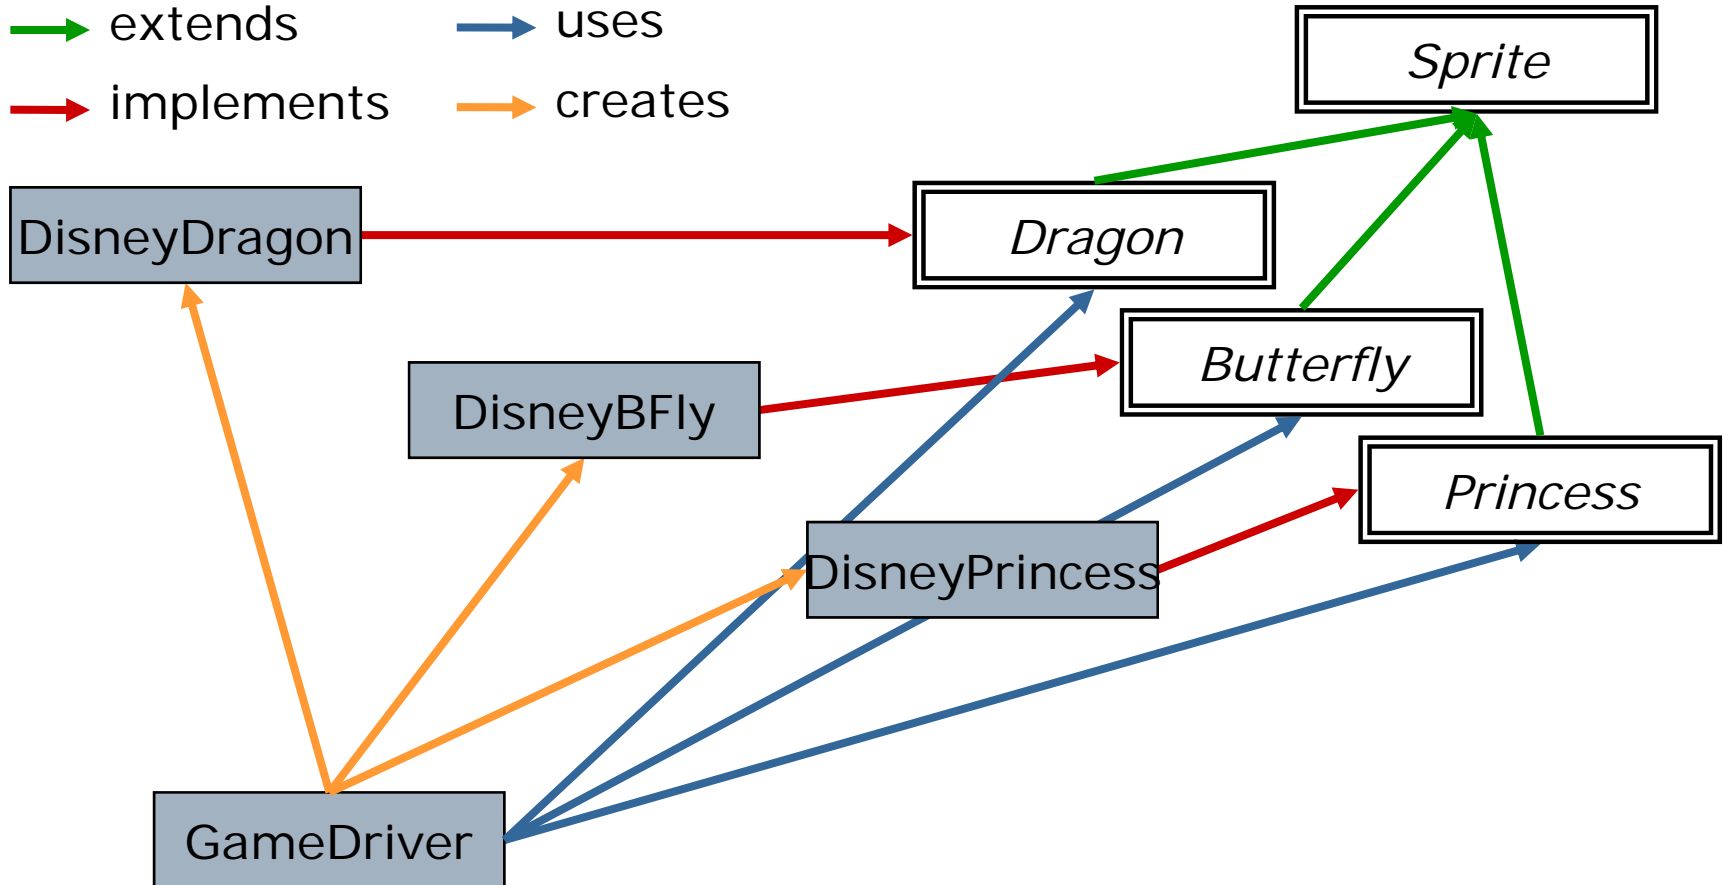 extends
uses
implements
creates
Sprite
DisneyDragon
Dragon
Butterfly
DisneyBFly
Princess
DisneyPrincess
GameDriver